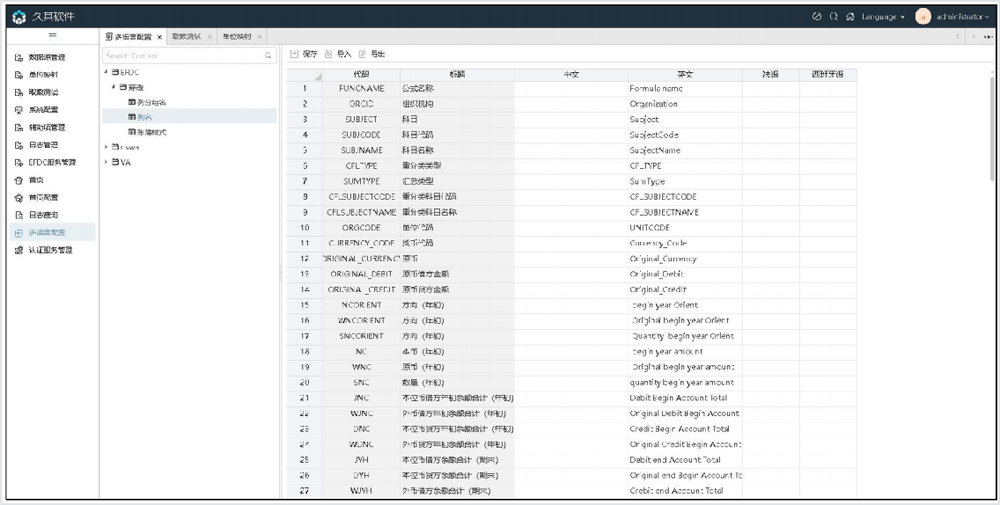 久其软件 Language administrator
多语言配置 × 取数测试 × 单位映射 ×
数据源管理
单位映射
取数测试
系统配置
辅助项管理
日志管理
EFDC服务管理
首页
首页配置
日志查询
多语言配置
认证服务管理
Search Content
EFDC
穿透
列分组名
列名
账簿样式
VA
保存 导入 导出
代码 标题 中文 英文 法语 西班牙语
1 FUNCNAME 公式名称 Formula name
2 ORGID 组织机构 Organization
3 SUBJECT 科目 Subject
4 SUBJCODE 科目代码 SubjectCode
5 SUBJNAME 科目名称 SubjectName
6 CFLTYPE 重分类类型 CFLTYPE
7 SUMTYPE 汇总类型 SumType
8 CFLSUBJECTCODE 重分类科目代码 CFLSUBJECTCODE
9 CFLSUBJECTNAME 重分类科目名称 CFLSUBJECTNAME
10 ORGCODE 单位代码 UNITCODE
11 CURRENCY_CODE 货币代码 Currency_Code
12 ORIGINAL_CURRENC 原币 Original_Currency
13 ORIGINAL_DEBIT 原币借方金额 Original_Debit
14 ORIGINAL_CREDIT 原币贷方金额 Original_Credit
15 NCORIENT 方向（年初） begin year Orient
16 WNCORIENT 方向（年初） Original begin year Orient
17 SNCORIENT 方向（年初） Quantity begin year Orient
18 NC 本币（年初） begin year amount
19 WNC 原币（年初） Original begin year amount
20 SNC 数量（年初） quantity begin year amount
21 JNC 本位币借方年初余额合计（年初） Debit Begin Account Total
22 WJNC 外币借方年初余额合计（年初） Original Debit Begin Account
23 DNC 本位币贷方年初余额合计（年初） Credit Begin Account Total
24 WDNC 外币贷方年初余额合计（年初） Original Credit Begin Account
25 JYH 本位币借方余额合计（期末） Debit end Account Total
26 DYH 本位币贷方余额合计（期末） Original end Begin Account To
27 WJYH 外币借方余额合计（期末） Crebit end Account Total